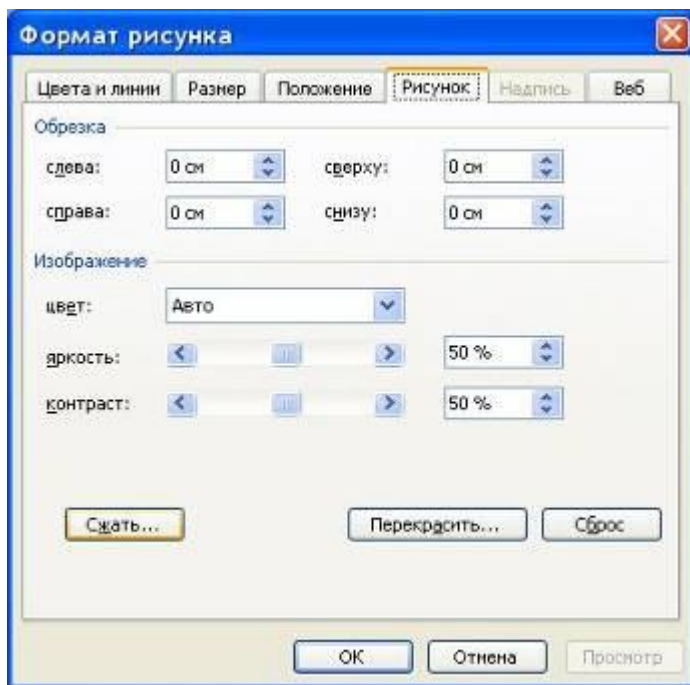 Формат рисунка
Цвета и линии Размер Положение Рисунок Надпись Веб
Обрезка
слева: 0 см сверху: 0 см
справа: 0 см снизу: 0 см
Изображение
цвет: Авто
яркость: 50 %
контраст: 50 %
Сжать... Перекрасить... Сброс
ОК Отмена Просмотр